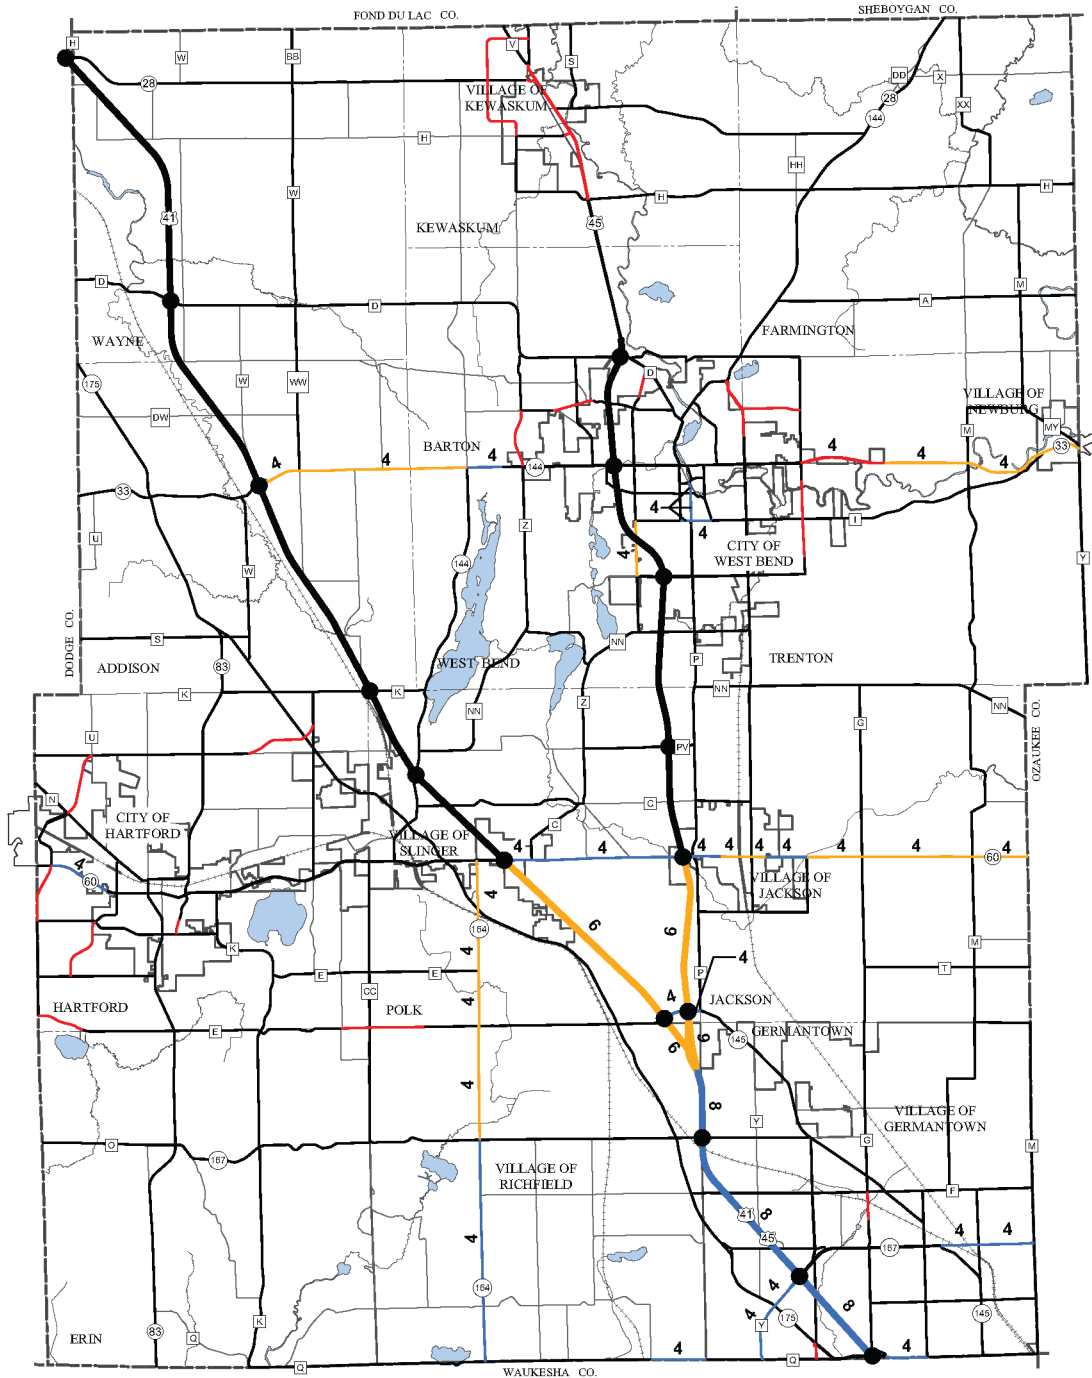 FOND DU LAC CO.
SHEBOYGAN CO.
H
W
BB
V
S
28
DD
X
28
XX
144
VILLAGE OF
KEWASKUM
H
HH
W
H
H
41
45
KEWASKUM
D
D
M
A
WAYNE
FARMINGTON
175
W
WW
D
VILLAGE OF
NEWBURG
DW
M
MY
33
BARTON
4
4
4
144
4
4
4
33
4
4
I
Z
U
4
CITY OF
WEST BEND
W
144
Y
DODGE CO.
S
ADDISON
83
WEST BEND
NN
P
TRENTON
K
K
NN
NN
Z
NN
G
OZAUKEE CO.
U
PV
N
C
C
CITY OF
HARTFORD
VILLAGE OF
SLINGER
4
4
4
4
4
4
4
4
4
60
4
60
4
VILLAGE OF
JACKSON
164
6
6
K
4
M
E
E
P
4
T
CC
4
4
HARTFORD
POLK
JACKSON
E
6
6
145
GERMANTOWN
4
8
Y
VILLAGE OF
GERMANTOWN
O
167
G
M
VILLAGE OF
RICHFIELD
F
41
8
45
4
167
4
4
164
4
4
8
175
145
ERIN
83
Q
K
Y
4
Q
4
Q
WAUKESHA CO.